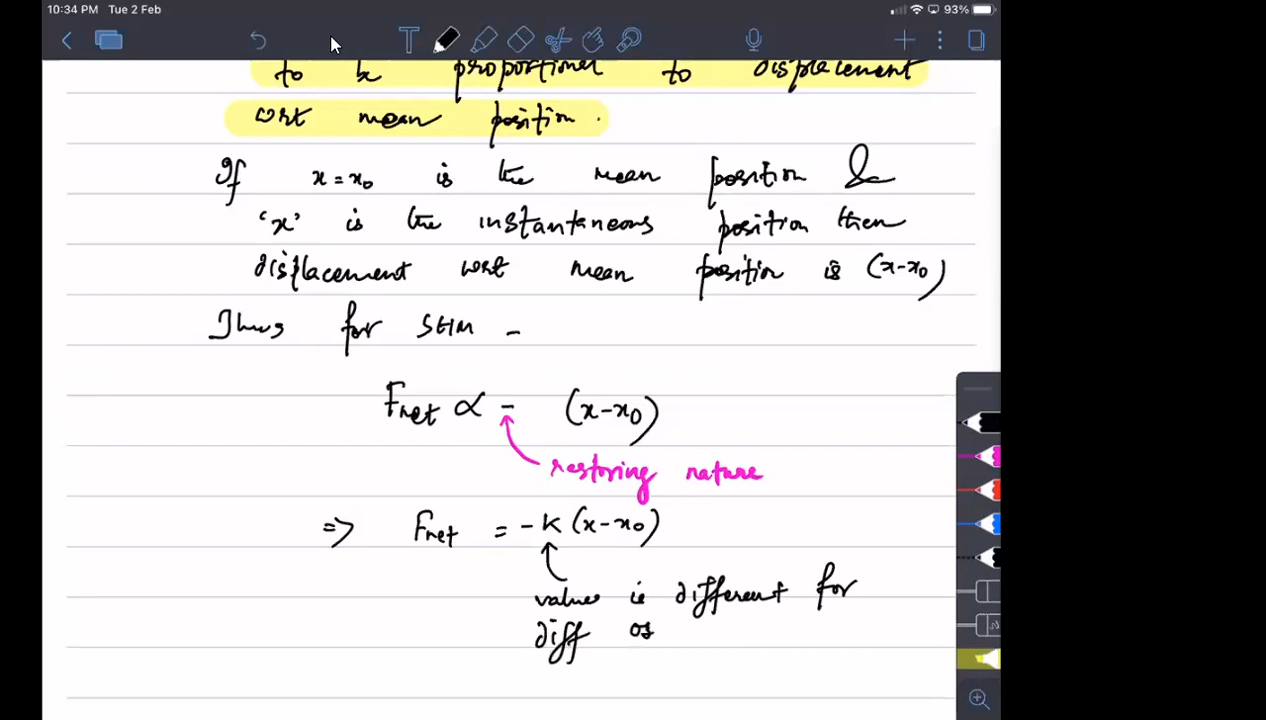 10:34 PM Tue 2 Feb
93%
to be proportional to displacement
wrt mean position.
If x = x₀ is the mean position &
'x' is the instantaneous position then
displacement wrt mean position is (x-x₀)
Thus for SHM -
Fnet ∝ - (x-x₀)
restoring nature
=> Fnet = -K(x-x₀)
value is different for
diff os